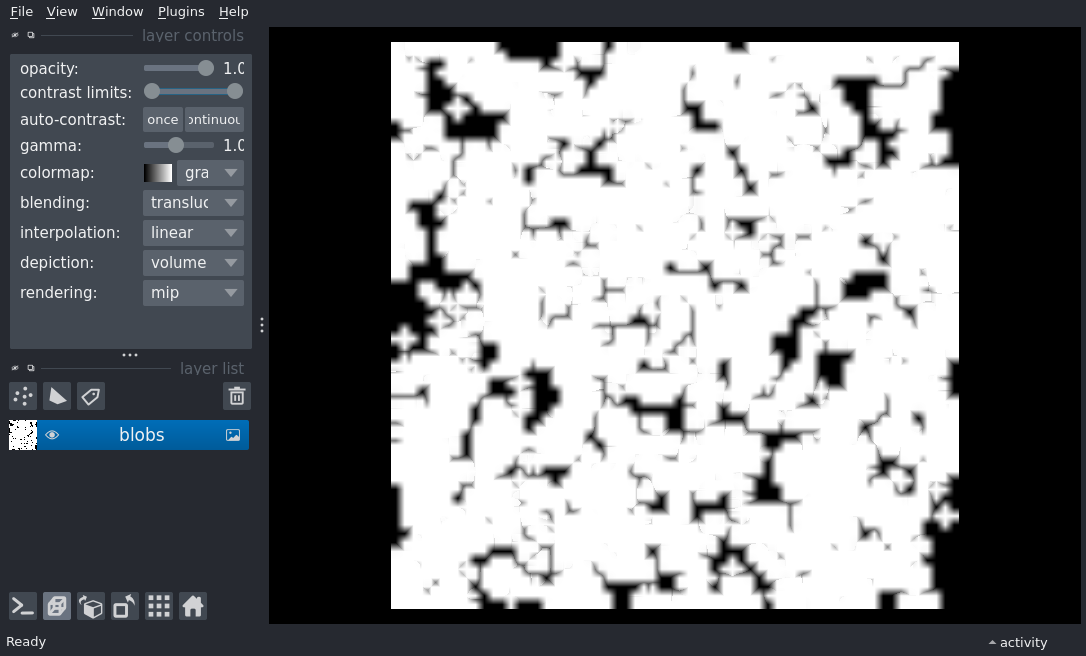 File View Window Plugins Help
layer controls
opacity: 1.0
contrast limits:
auto-contrast: once ontinuou
gamma: 1.0
colormap: gra
blending: transluc
interpolation: linear
depiction: volume
rendering: mip
layer list
blobs
Ready
activity